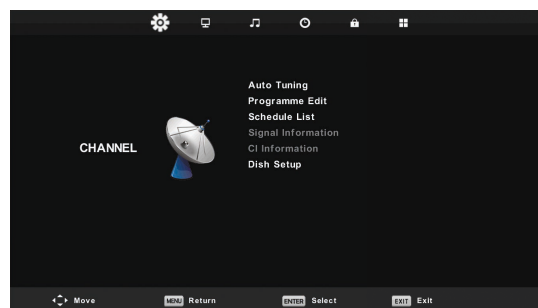 Auto Tuning
Programme Edit
Schedule List
Signal Information
CI Information
Dish Setup
CHANNEL
Move
MENU Return
ENTER Select
EXIT Exit